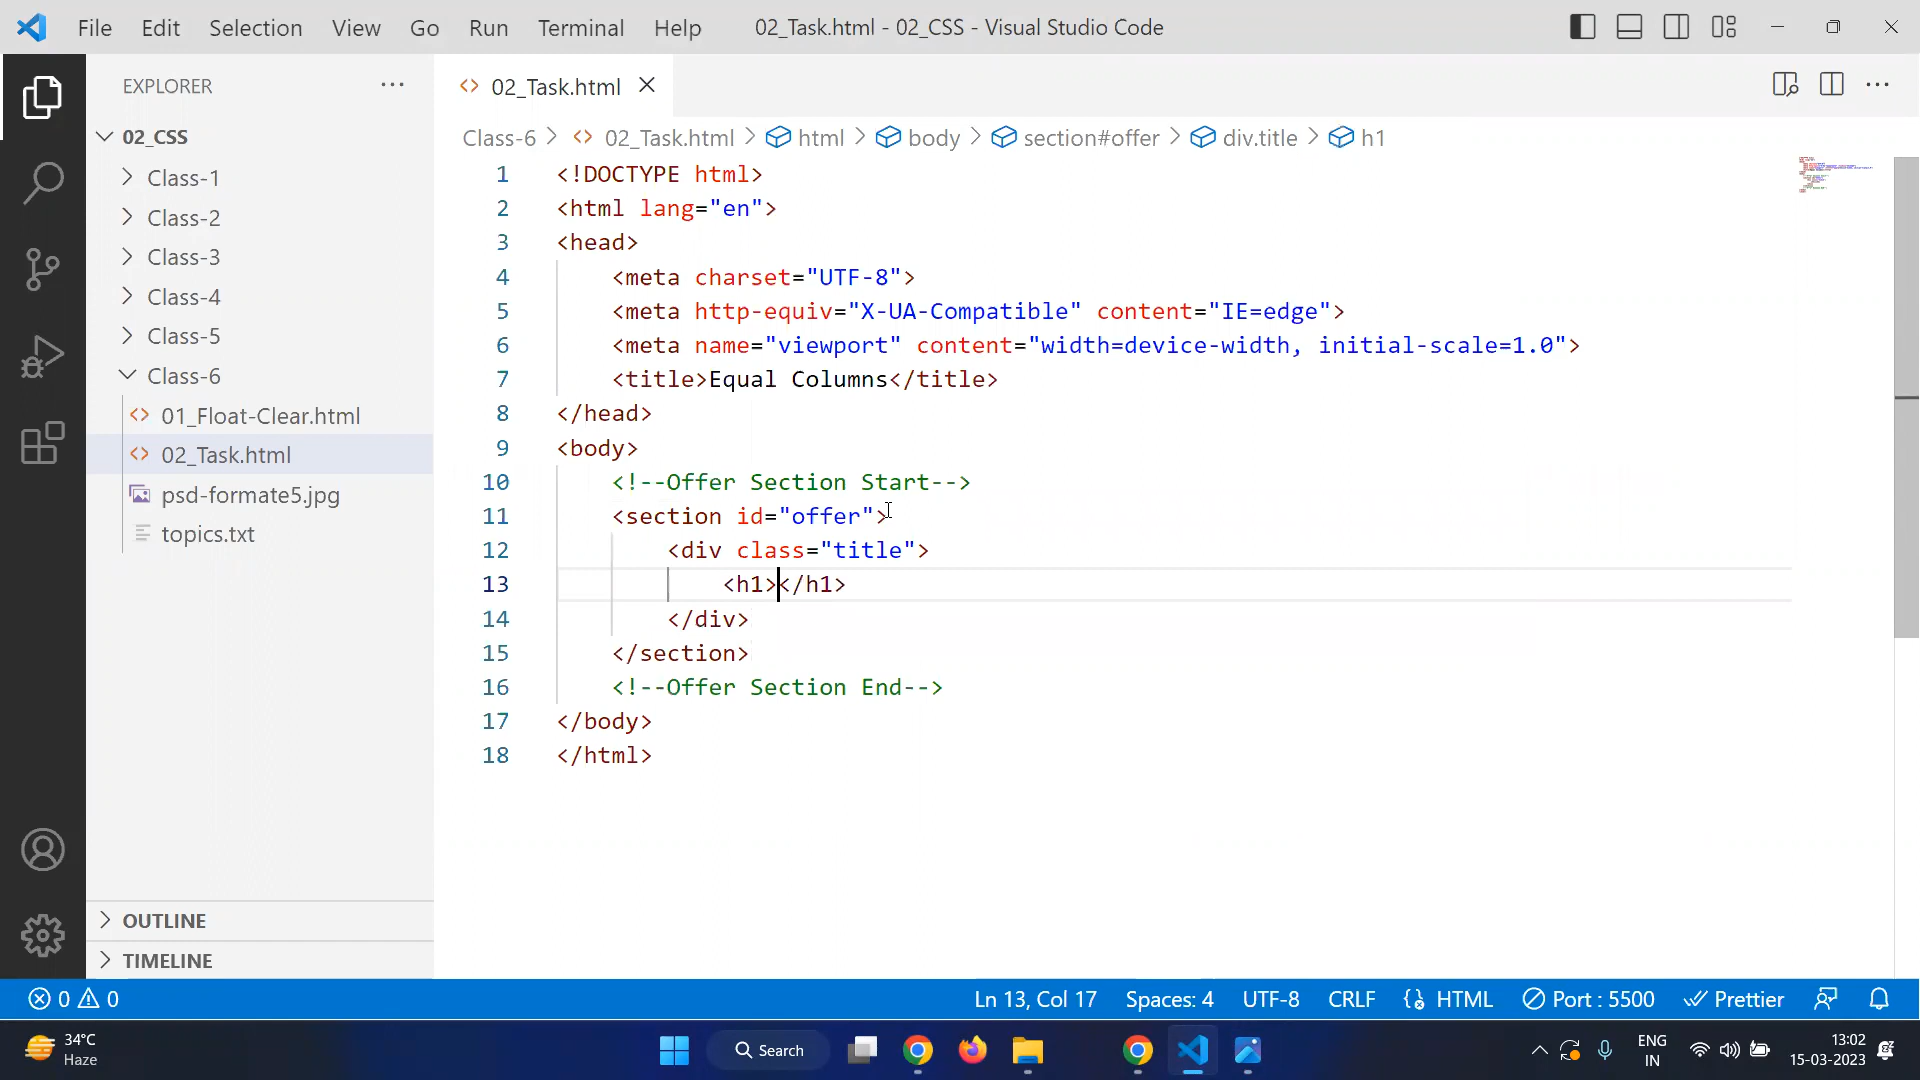 File Edit Selection View Go Run Terminal Help 02_Task.html - 02_CSS - Visual Studio Code
EXPLORER ···
02_CSS
Class-1
Class-2
Class-3
Class-4
Class-5
Class-6
01_Float-Clear.html
02_Task.html
psd-formate5.jpg
topics.txt
OUTLINE
TIMELINE
02_Task.html
Class-6 > 02_Task.html > html > body > section#offer > div.title > h1
1 <!DOCTYPE html>
2 <html lang="en">
3 <head>
4 <meta charset="UTF-8">
5 <meta http-equiv="X-UA-Compatible" content="IE=edge">
6 <meta name="viewport" content="width=device-width, initial-scale=1.0">
7 <title>Equal Columns</title>
8 </head>
9 <body>
10 <!--Offer Section Start-->
11 <section id="offer">
12 <div class="title">
13 <h1></h1>
14 </div>
15 </section>
16 <!--Offer Section End-->
17 </body>
18 </html>
0 0 Ln 13, Col 17 Spaces: 4 UTF-8 CRLF HTML Port : 5500 Prettier
34°C
Haze
Search
ENG
IN
13:02
15-03-2023